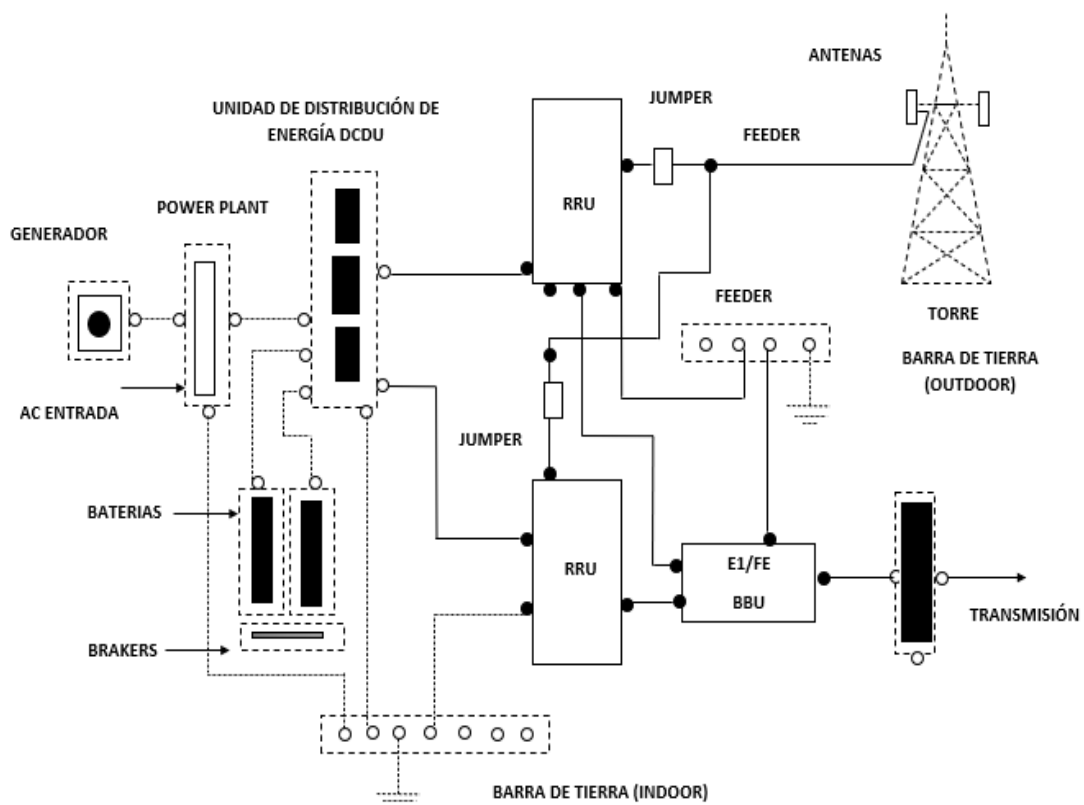 ANTENAS
JUMPER
UNIDAD DE DISTRIBUCIÓN DE
ENERGÍA DCDU
FEEDER
POWER PLANT
RRU
GENERADOR
FEEDER
TORRE
BARRA DE TIERRA
(OUTDOOR)
AC ENTRADA
JUMPER
BATERIAS
RRU
E1/FE
BBU
TRANSMISIÓN
BRAKERS
BARRA DE TIERRA (INDOOR)